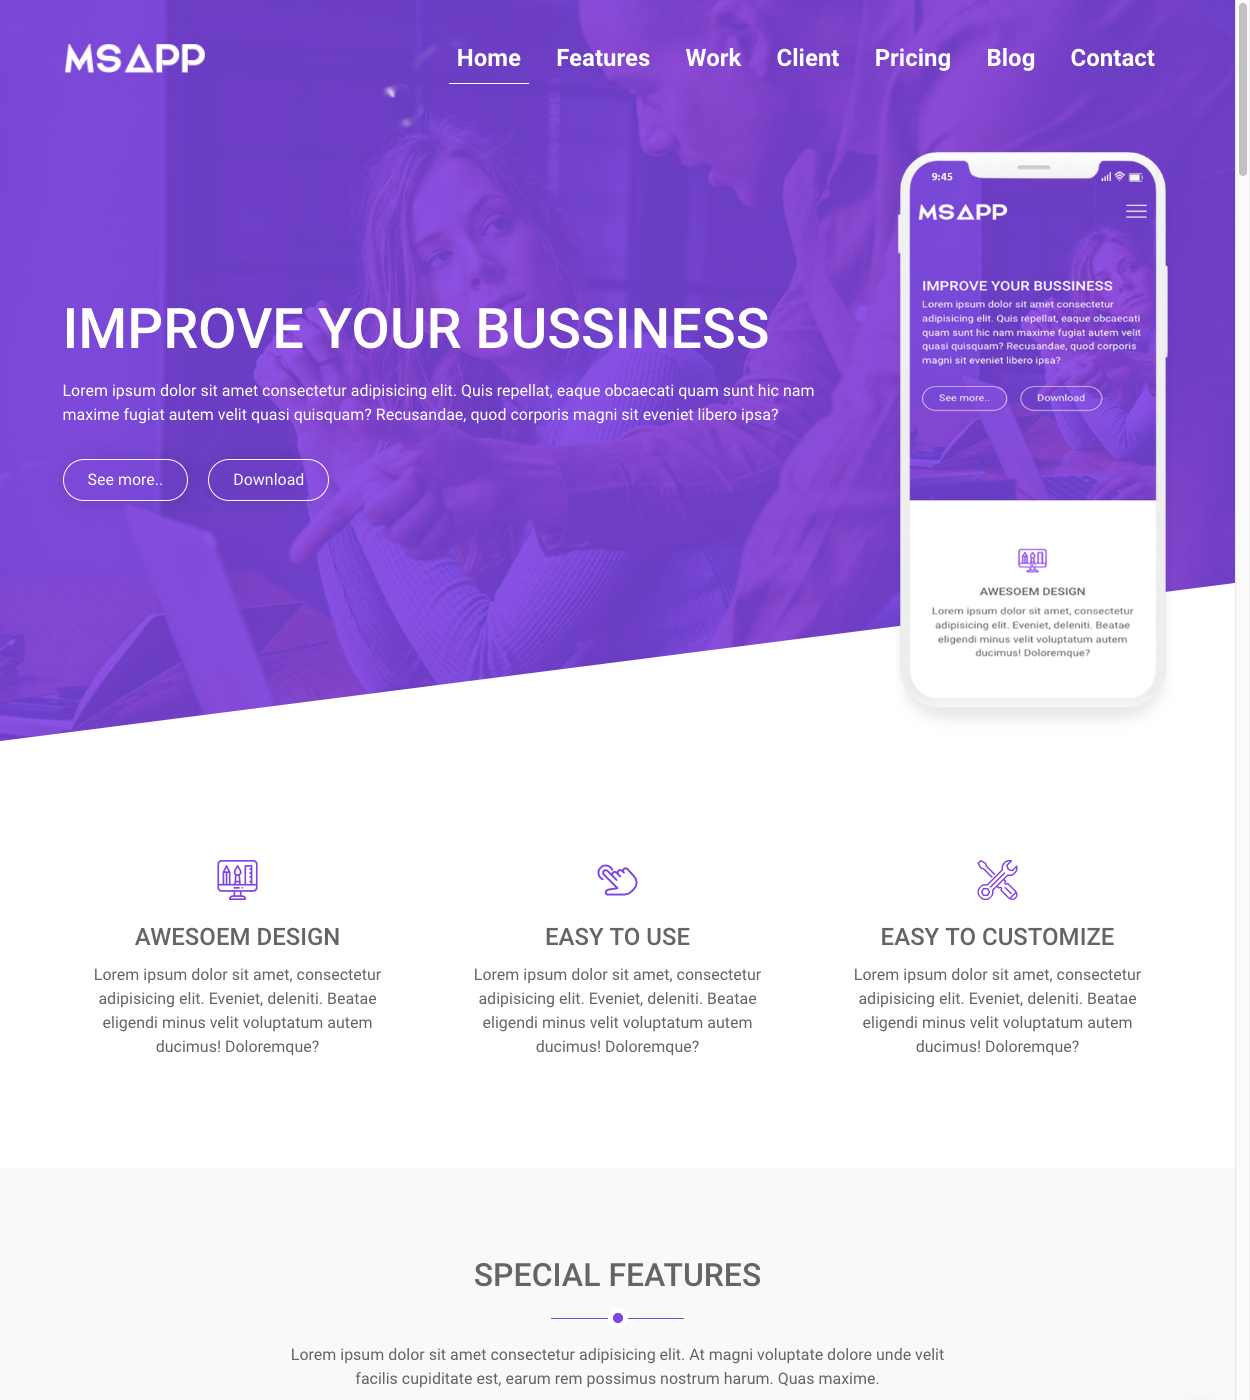 MSAPP
Home Features Work Client Pricing Blog Contact
IMPROVE YOUR BUSSINESS
Lorem ipsum dolor sit amet consectetur adipisicing elit. Quis repellat, eaque obcaecati quam sunt hic nam
maxime fugiat autem velit quasi quisquam? Recusandae, quod corporis magni sit eveniet libero ipsa?
See more.. Download
9:45
MSAPP
IMPROVE YOUR BUSSINESS
Lorem ipsum dolor sit amet consectetur
adipisicing elit. Quis repellat, eaque obcaecati
quam sunt hic nam maxime fugiat autem velit
quasi quisquam? Recusandae, quod corporis
magni sit eveniet libero ipsa?
See more.. Download
AWESOEM DESIGN
Lorem ipsum dolor sit amet, consectetur
adipisicing elit. Eveniet, deleniti. Beatae
eligendi minus velit voluptatum autem
ducimus! Doloremque?
AWESOEM DESIGN
Lorem ipsum dolor sit amet, consectetur
adipisicing elit. Eveniet, deleniti. Beatae
eligendi minus velit voluptatum autem
ducimus! Doloremque?
EASY TO USE
Lorem ipsum dolor sit amet, consectetur
adipisicing elit. Eveniet, deleniti. Beatae
eligendi minus velit voluptatum autem
ducimus! Doloremque?
EASY TO CUSTOMIZE
Lorem ipsum dolor sit amet, consectetur
adipisicing elit. Eveniet, deleniti. Beatae
eligendi minus velit voluptatum autem
ducimus! Doloremque?
SPECIAL FEATURES
Lorem ipsum dolor sit amet consectetur adipisicing elit. At magni voluptate dolore unde velit
facilis cupiditate est, earum rem possimus nostrum harum. Quas maxime.